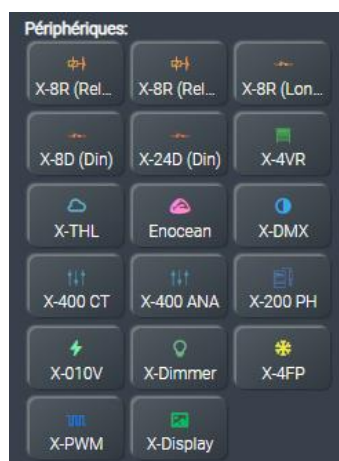 Périphériques:
X-8R (Rel... X-8R (Rel... X-8R (Lon...
X-8D (Din) X-24D (Din) X-4VR
X-THL Enocean X-DMX
X-400 CT X-400 ANA X-200 PH
X-010V X-Dimmer X-4FP
X-PWM X-Display